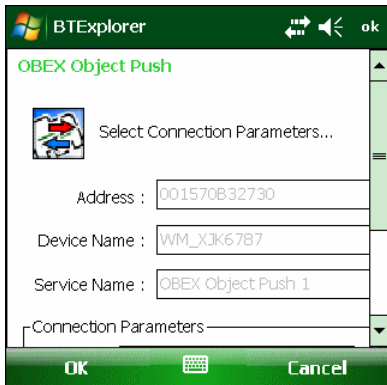 BTExplorer ok
OBEX Object Push
Select Connection Parameters...
Address : 001570B32730
Device Name : WM_XJK6787
Service Name : OBEX Object Push 1
Connection Parameters
OK Cancel